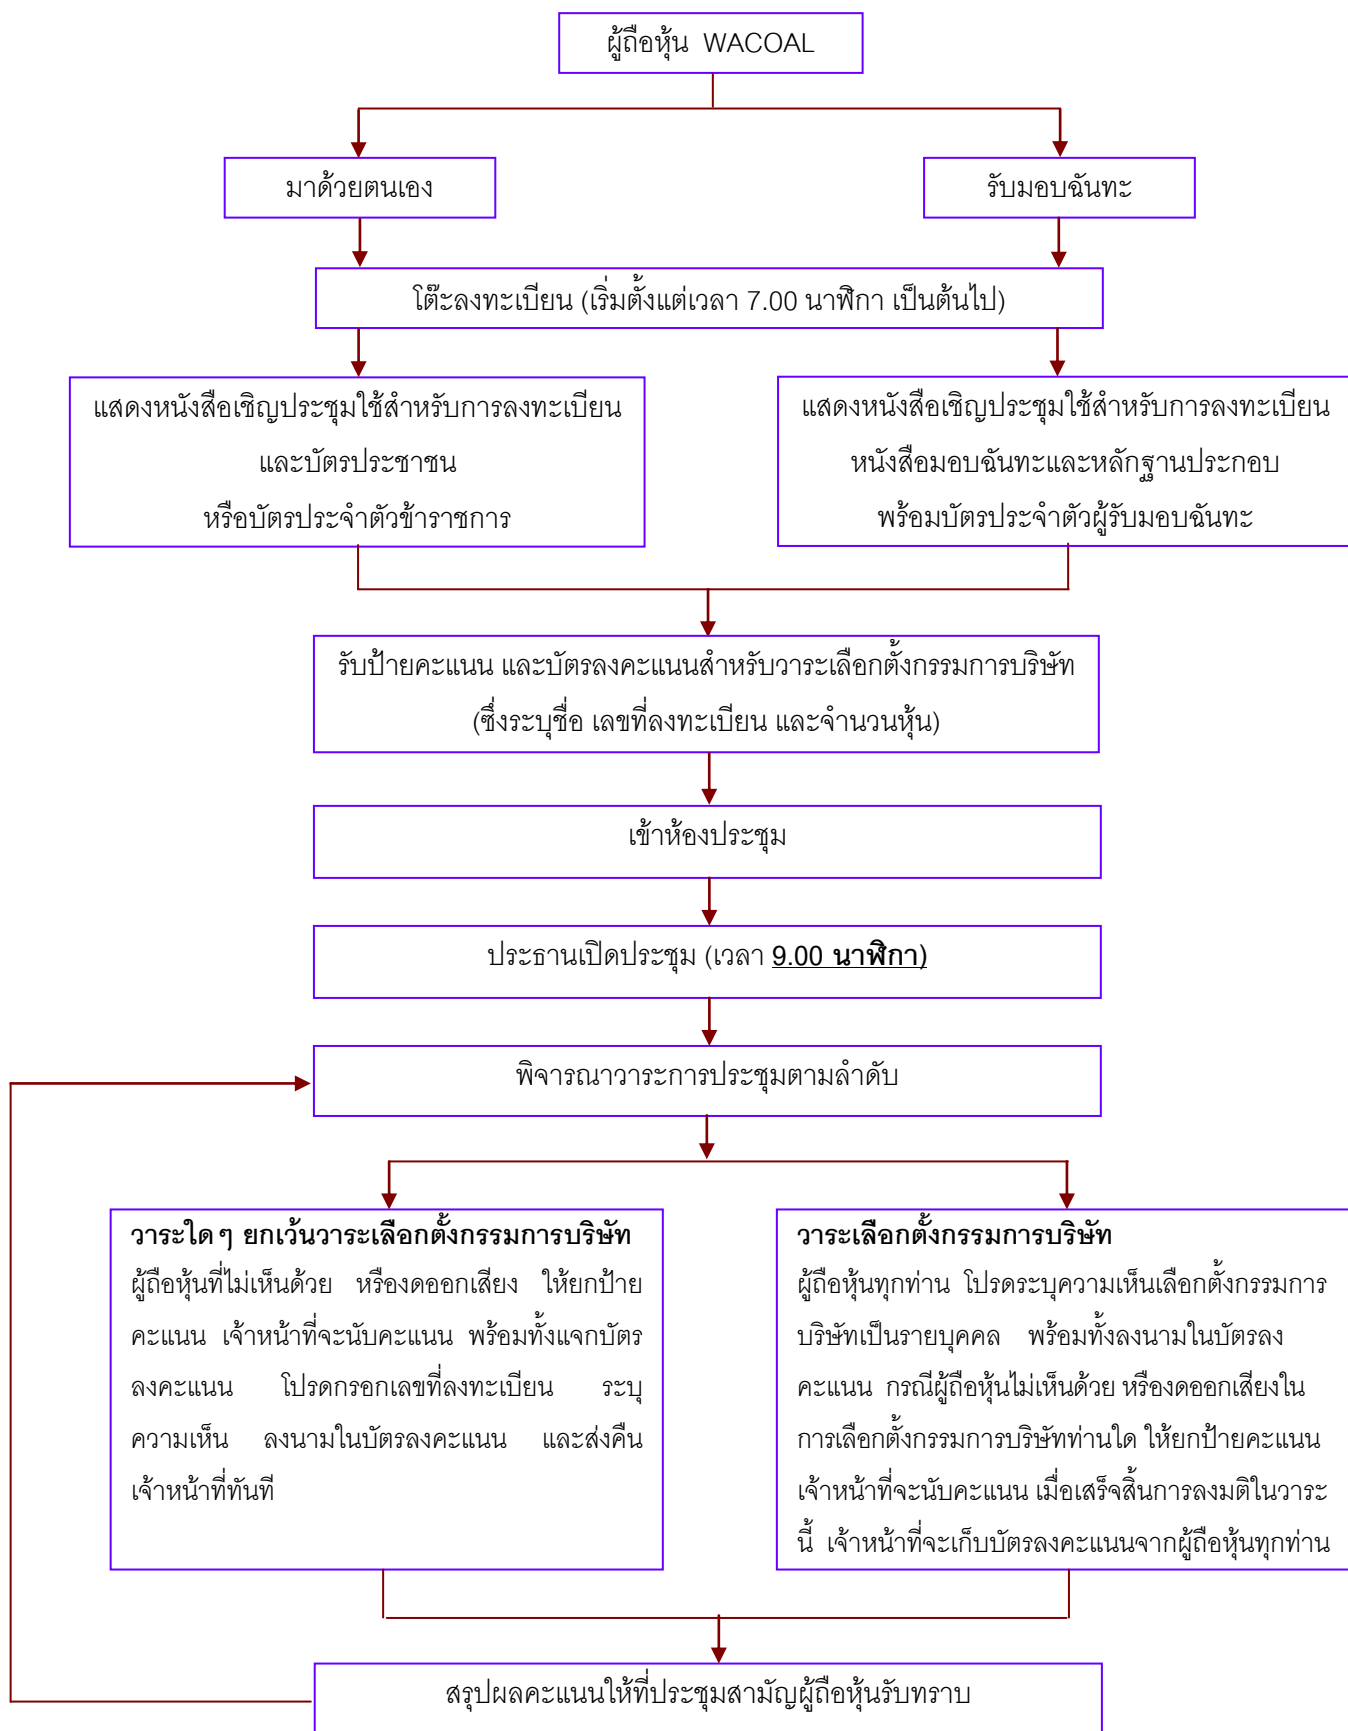 ผู้ถือหุ้น WACOAL
มาด้วยตนเอง
รับมอบฉันทะ
โต๊ะลงทะเบียน (เริ่มตั้งแต่เวลา 7.00 นาฬิกา เป็นต้นไป)
แสดงหนังสือเชิญประชุมใช้สำหรับการลงทะเบียน
และบัตรประชาชน
หรือบัตรประจำตัวข้าราชการ
แสดงหนังสือเชิญประชุมใช้สำหรับการลงทะเบียน
หนังสือมอบฉันทะและหลักฐานประกอบ
พร้อมบัตรประจำตัวผู้รับมอบฉันทะ
รับป้ายคะแนน และบัตรลงคะแนนสำหรับวาระเลือกตั้งกรรมการบริษัท
(ซึ่งระบุชื่อ เลขที่ลงทะเบียน และจำนวนหุ้น)
เข้าห้องประชุม
ประธานเปิดประชุม (เวลา 9.00 นาฬิกา)
พิจารณาวาระการประชุมตามลำดับ
วาระใด ๆ ยกเว้นวาระเลือกตั้งกรรมการบริษัท
ผู้ถือหุ้นที่ไม่เห็นด้วย หรืองดออกเสียง ให้ยกป้าย
คะแนน เจ้าหน้าที่จะนับคะแนน พร้อมทั้งแจกบัตร
ลงคะแนน โปรดกรอกเลขที่ลงทะเบียน ระบุ
ความเห็น ลงนามในบัตรลงคะแนน และส่งคืน
เจ้าหน้าที่ทันที
วาระเลือกตั้งกรรมการบริษัท
ผู้ถือหุ้นทุกท่าน โปรดระบุความเห็นเลือกตั้งกรรมการ
บริษัทเป็นรายบุคคล พร้อมทั้งลงนามในบัตรลง
คะแนน กรณีผู้ถือหุ้นไม่เห็นด้วย หรืองดออกเสียงใน
การเลือกตั้งกรรมการบริษัทท่านใด ให้ยกป้ายคะแนน
เจ้าหน้าที่จะนับคะแนน เมื่อเสร็จสิ้นการลงมติในวาระ
นี้ เจ้าหน้าที่จะเก็บบัตรลงคะแนนจากผู้ถือหุ้นทุกท่าน
สรุปผลคะแนนให้ที่ประชุมสามัญผู้ถือหุ้นรับทราบ